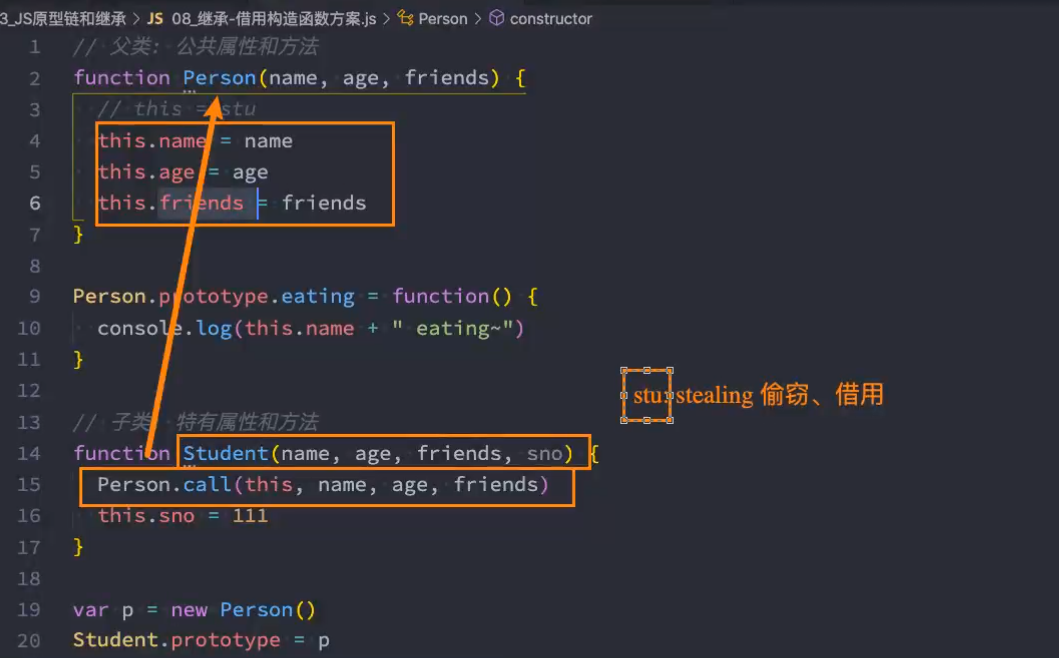 3_JS原型链和继承 > JS 08_继承-借用构造函数方案.js > Person > constructor
1 // 父类: 公共属性和方法
2 function Person(name, age, friends) {
3 // this = stu
4 this.name = name
5 this.age = age
6 this.friends = friends
7 }
8
9 Person.prototype.eating = function() {
10 console.log(this.name + " eating~")
11 }
12
stu: stealing 偷窃、借用
13 // 子类: 特有属性和方法
14 function Student(name, age, friends, sno) {
15 Person.call(this, name, age, friends)
16 this.sno = 111
17 }
18
19 var p = new Person()
20 Student.prototype = p